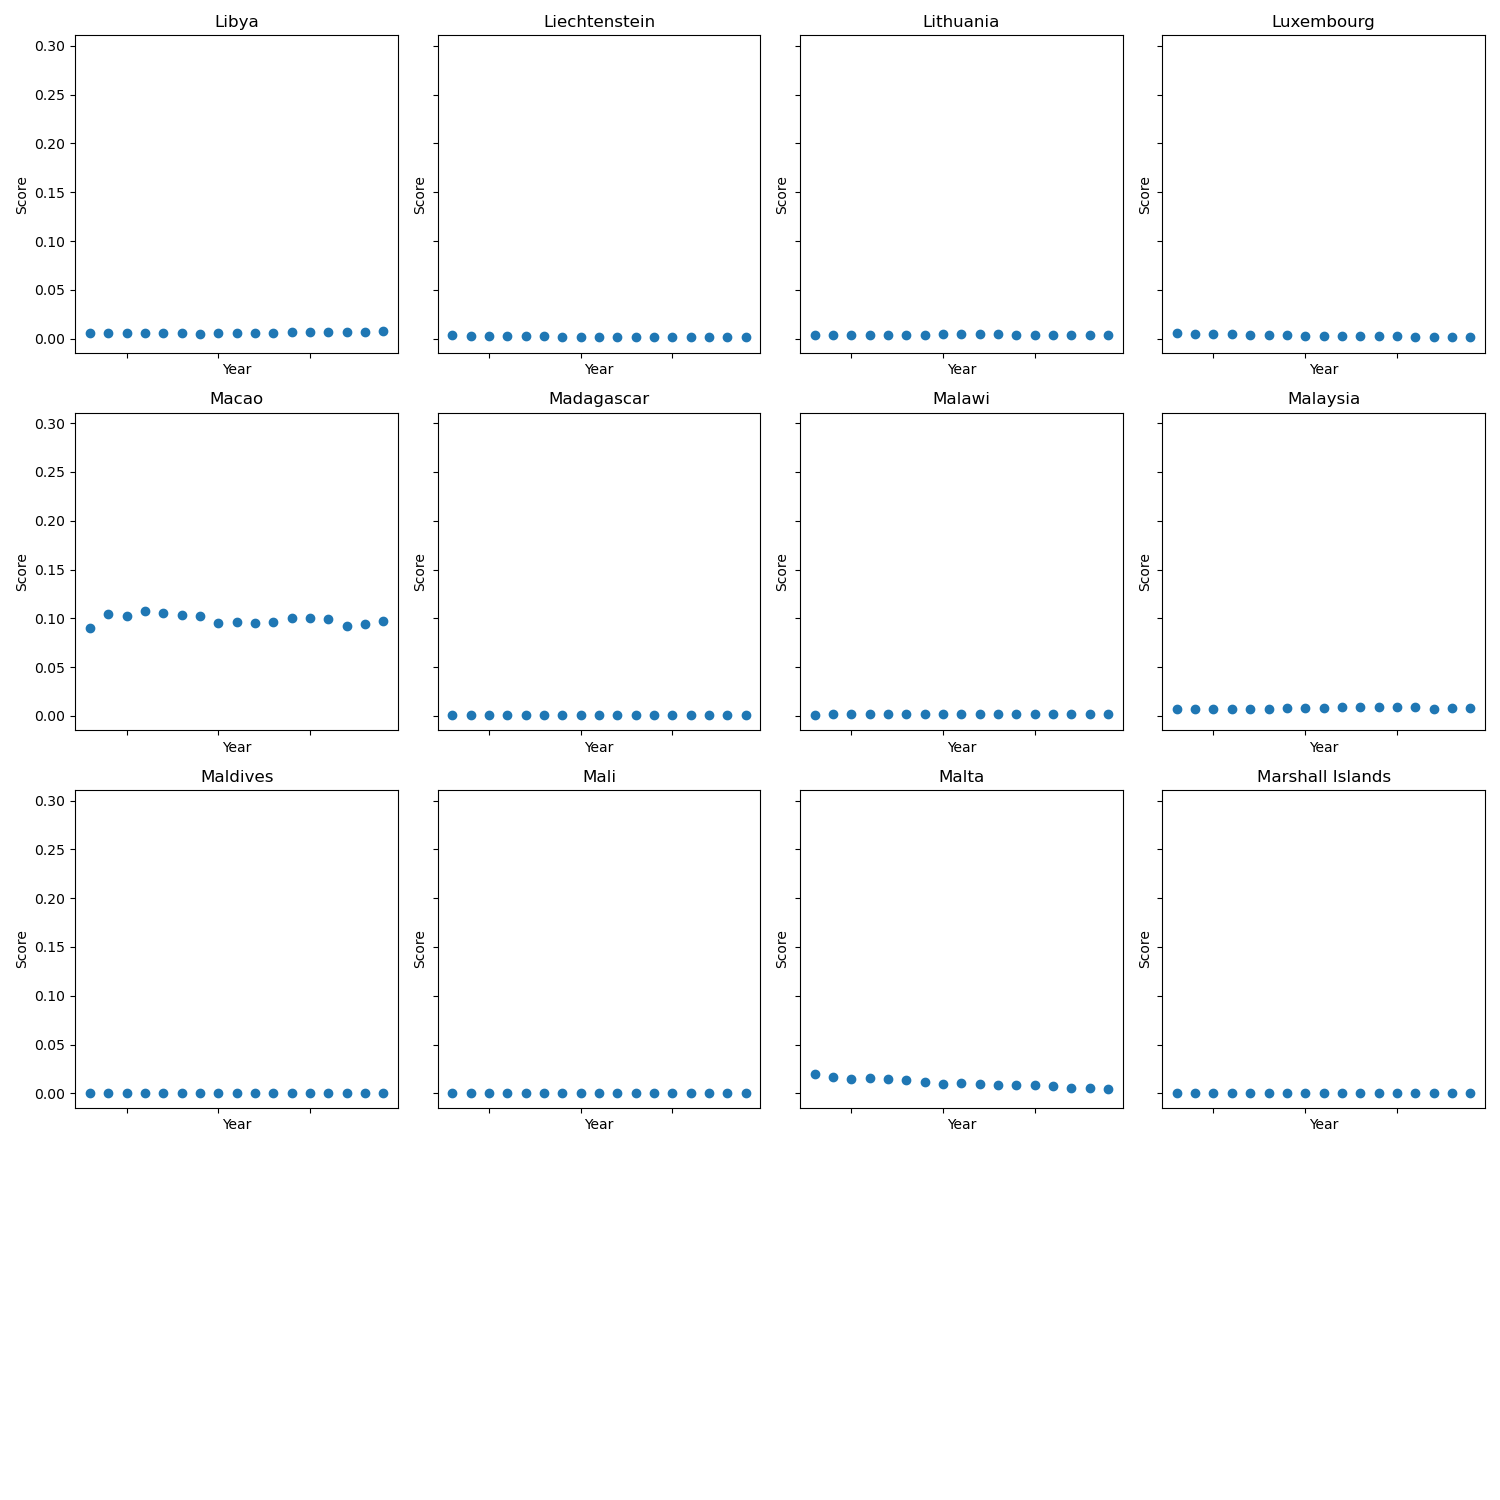 Libya Liechtenstein Lithuania Luxembourg
0.30
0.25
0.20
0.15
0.10
0.05
0.00
Score Score Score Score
Year Year Year Year
Macao Madagascar Malawi Malaysia
0.30
0.25
0.20
0.15
0.10
0.05
0.00
Score Score Score Score
Year Year Year Year
Maldives Mali Malta Marshall Islands
0.30
0.25
0.20
0.15
0.10
0.05
0.00
Score Score Score Score
Year Year Year Year